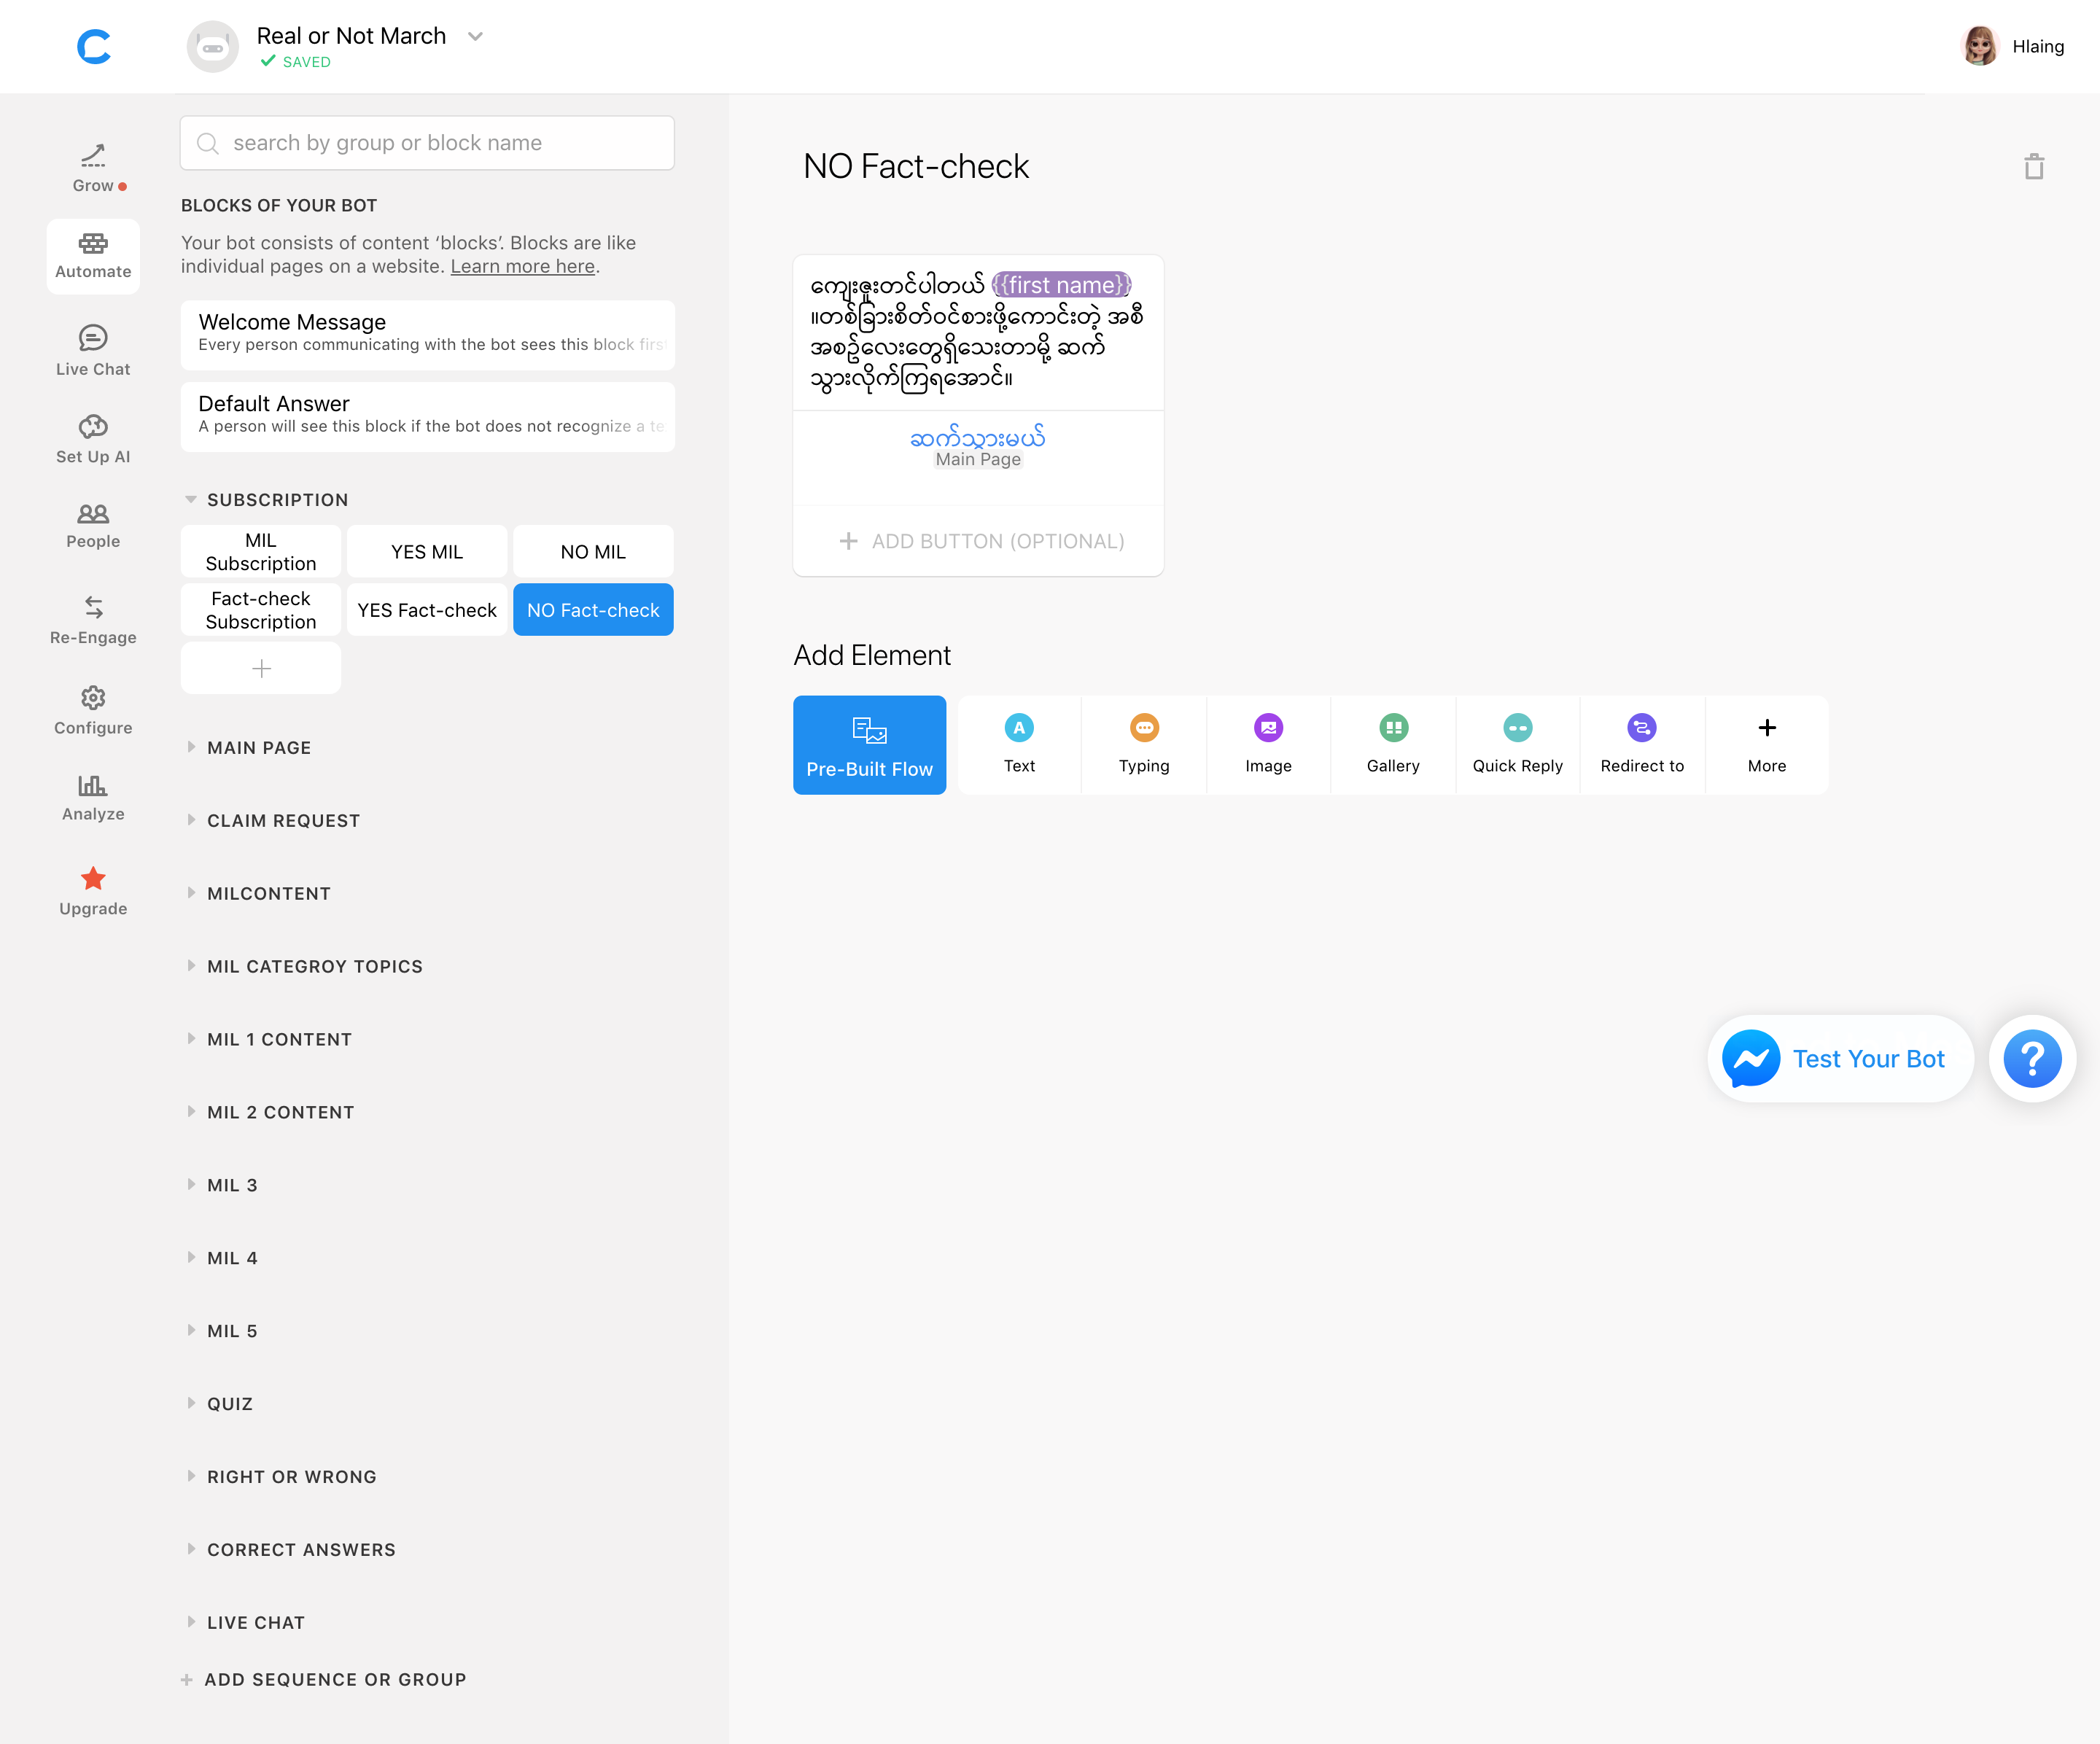 Real or Not March
SAVED
Hlaing
Grow
Automate
Live Chat
Set Up AI
People
Re-Engage
Configure
Analyze
Upgrade
search by group or block name
BLOCKS OF YOUR BOT
Your bot consists of content ‘blocks’. Blocks are like
individual pages on a website. Learn more here.
Welcome Message
Every person communicating with the bot sees this block first
Default Answer
A person will see this block if the bot does not recognize a te
SUBSCRIPTION
MIL
Subscription
YES MIL
NO MIL
Fact-check
Subscription
YES Fact-check
NO Fact-check
MAIN PAGE
CLAIM REQUEST
MILCONTENT
MIL CATEGROY TOPICS
MIL 1 CONTENT
MIL 2 CONTENT
MIL 3
MIL 4
MIL 5
QUIZ
RIGHT OR WRONG
CORRECT ANSWERS
LIVE CHAT
+ ADD SEQUENCE OR GROUP
NO Fact-check
ကျေးဇူးတင်ပါတယ် {{first name}}
။တစ်ခြားစိတ်ဝင်စားဖို့ကောင်းတဲ့ အစီ
အစဥ်လေးတွေရှိသေးတာမို့ ဆက်
သွားလိုက်ကြရအောင်။
ဆက်သွားမယ်
Main Page
+ ADD BUTTON (OPTIONAL)
Add Element
Pre-Built Flow
Text
Typing
Image
Gallery
Quick Reply
Redirect to
More
Test Your Bot